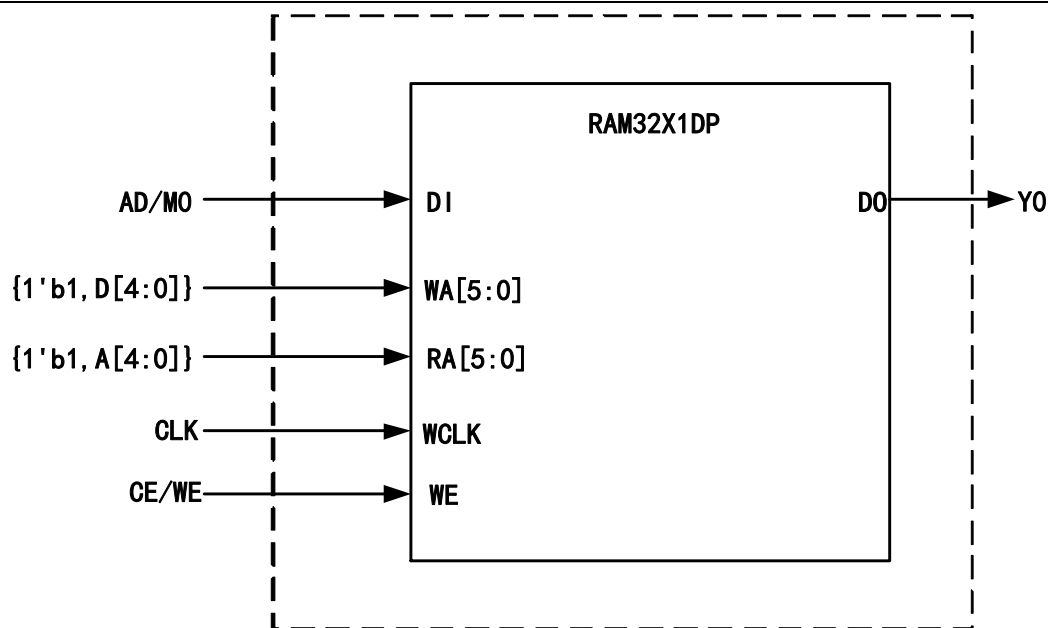 RAM32X1DP
AD/M0 DI DO Y0
{1'b1,D[4:0]} WA[5:0]
{1'b1,A[4:0]} RA[5:0]
CLK WCLK
CE/WE WE